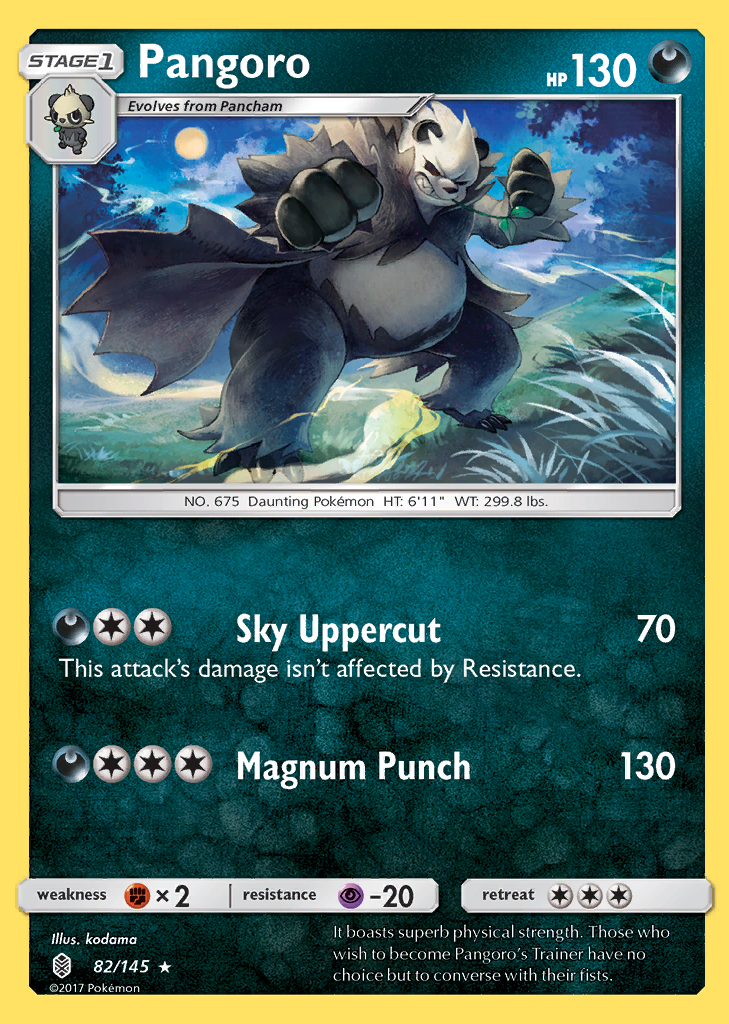 STAGE1
Pangoro
HP 130
Evolves from Pancham
NO. 675 Daunting Pokémon HT: 6'11" WT: 299.8 lbs.
Sky Uppercut 70
This attack's damage isn't affected by Resistance.
Magnum Punch 130
weakness × 2 resistance -20 retreat
Illus. kodama
82/145 ★
©2017 Pokémon
It boasts superb physical strength. Those who
wish to become Pangoro's Trainer have no
choice but to converse with their fists.